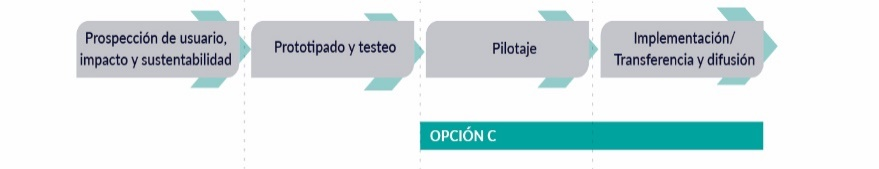 Prospección de usuario,
impacto y sustentabilidad
Prototipado y testeo
Pilotaje
Implementación/
Transferencia y difusión
OPCIÓN C